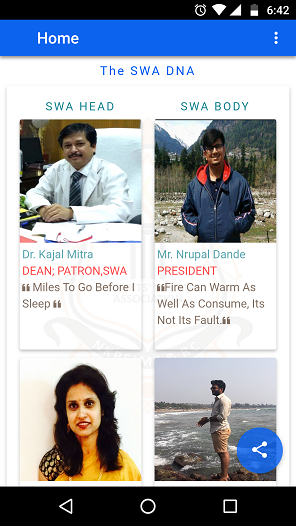 6:42
Home
The SWA DNA
SWA HEAD
SWA BODY
Dr. Kajal Mitra
DEAN; PATRON,SWA
❝ Miles To Go Before I
Sleep ❝
Mr. Nrupal Dande
PRESIDENT
❝Fire Can Warm As
Well As Consume, Its
Not Its Fault.❝